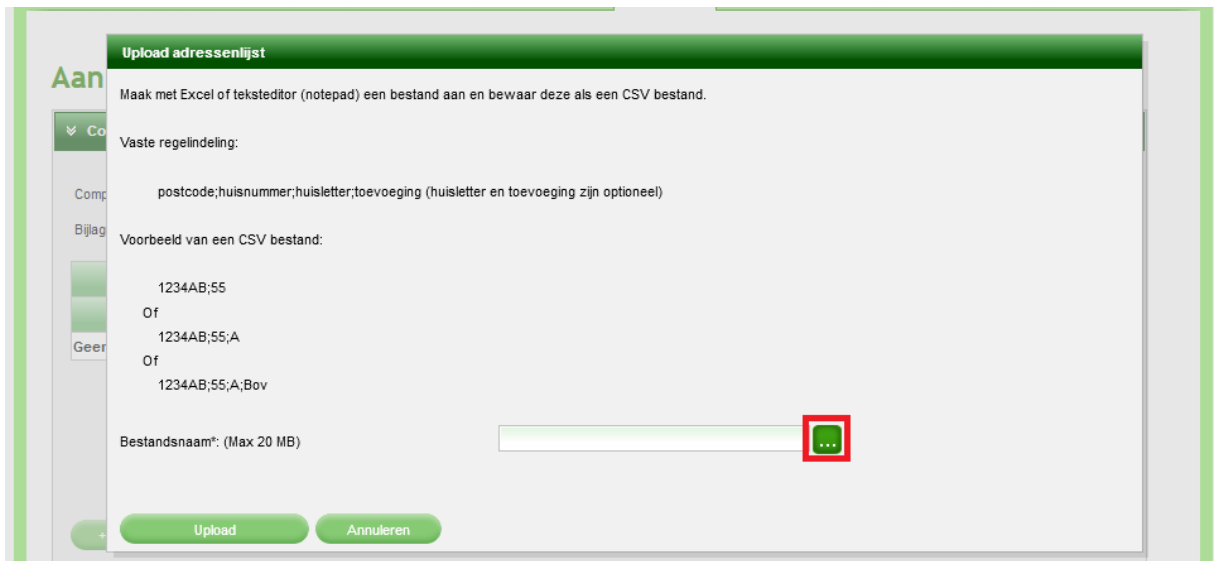 Upload adressenlijst
Aan
Maak met Excel of teksteditor (notepad) een bestand aan en bewaar deze als een CSV bestand.
Co
Vaste regelindeling:
Comp
postcode;huisnummer;huisletter;toevoeging (huisletter en toevoeging zijn optioneel)
Bijlag
Voorbeeld van een CSV bestand:
1234AB;55
Of
1234AB;55;A
Geer
Of
1234AB;55;A;Bov
Bestandsnaam*: (Max 20 MB)
...
+
Upload
Annuleren